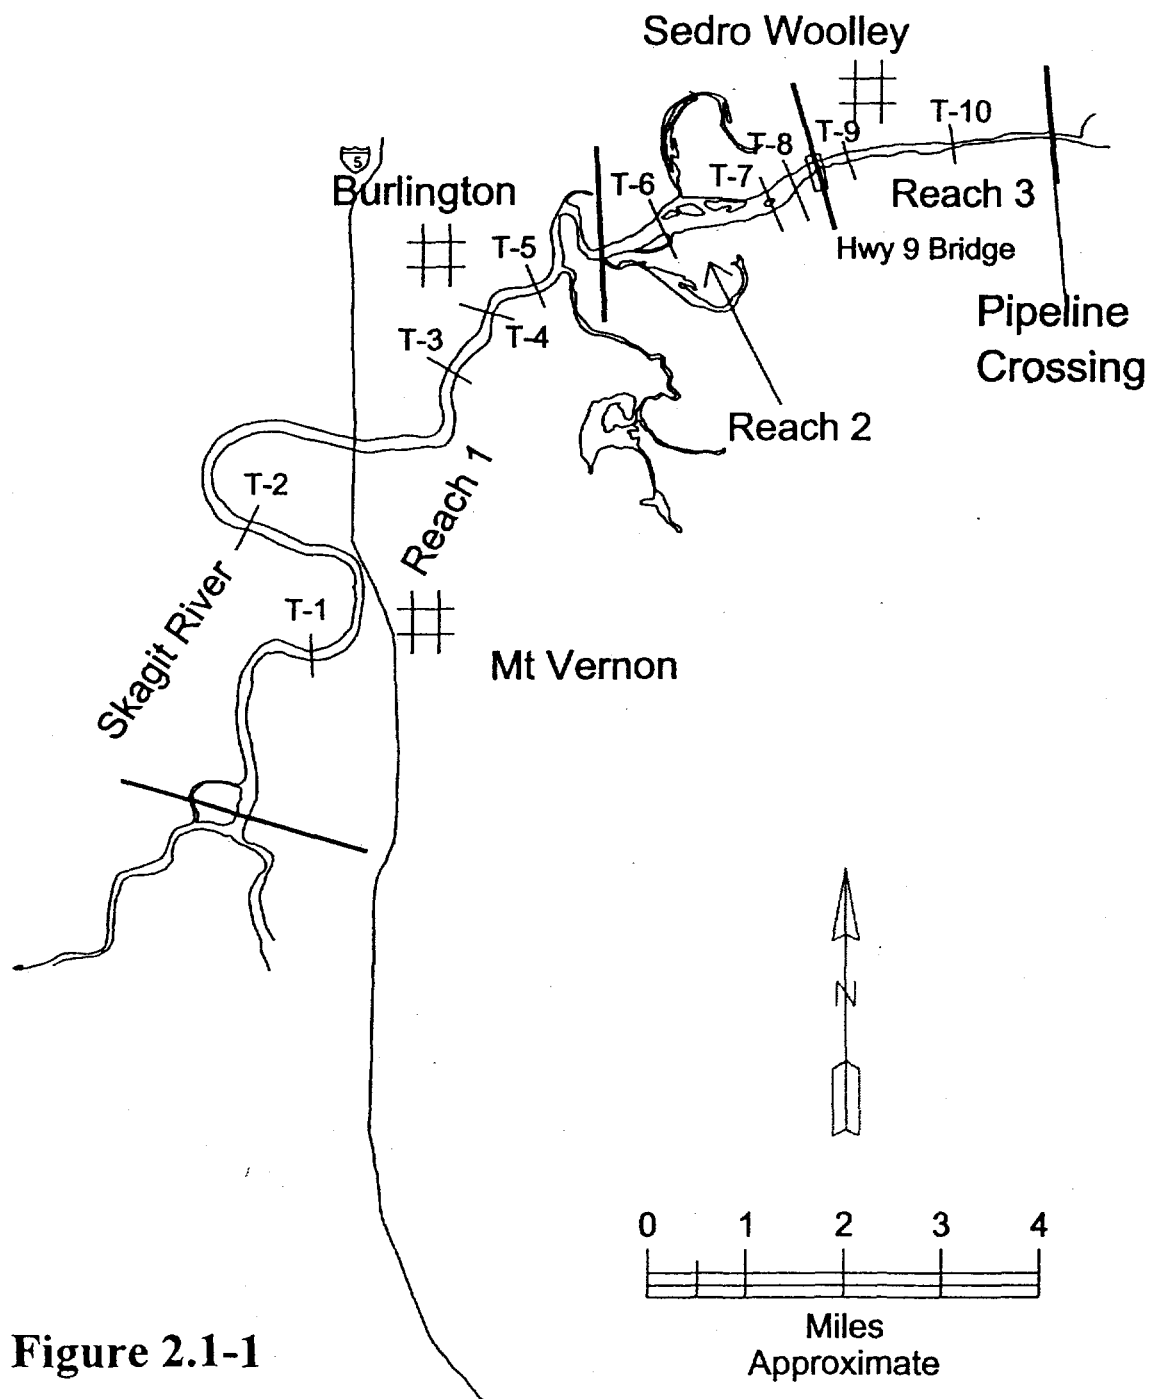 Sedro Woolley
T-10
T-9
T-8
T-7
T-6
5
Burlington
Reach 3
Hwy 9 Bridge
T-5
T-4
T-3
Pipeline
Crossing
Reach 2
Reach 1
T-2
Skagit River
T-1
Mt Vernon
N
0 1 2 3 4
Miles
Approximate
Figure 2.1-1